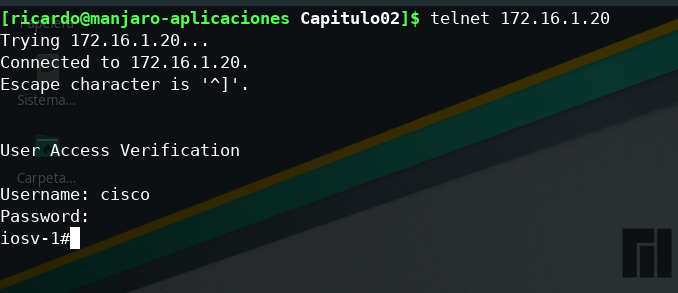 [ricardo@manjaro-aplicaciones Capitulo02]$ telnet 172.16.1.20
Trying 172.16.1.20...
Connected to 172.16.1.20.
Escape character is '^]'.
Sistema...
User Access Verification
Carpeta...
Username: cisco
Password:
iosv-1#